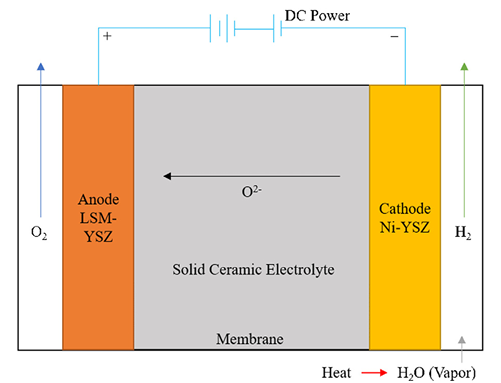 DC Power
+
−
O2-
Anode
LSM-
YSZ
Cathode
Ni-YSZ
O2
H2
Solid Ceramic Electrolyte
Membrane
Heat → H2O (Vapor)